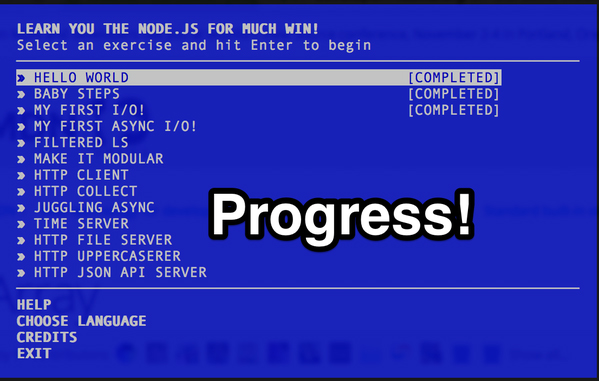 LEARN YOU THE NODE.JS FOR MUCH WIN!
Select an exercise and hit Enter to begin
» HELLO WORLD [COMPLETED]
» BABY STEPS [COMPLETED]
» MY FIRST I/O! [COMPLETED]
» MY FIRST ASYNC I/O!
» FILTERED LS
» MAKE IT MODULAR
» HTTP CLIENT
» HTTP COLLECT
» JUGGLING ASYNC
» TIME SERVER
» HTTP FILE SERVER
» HTTP UPPERCASERER
» HTTP JSON API SERVER
Progress!
HELP
CHOOSE LANGUAGE
CREDITS
EXIT